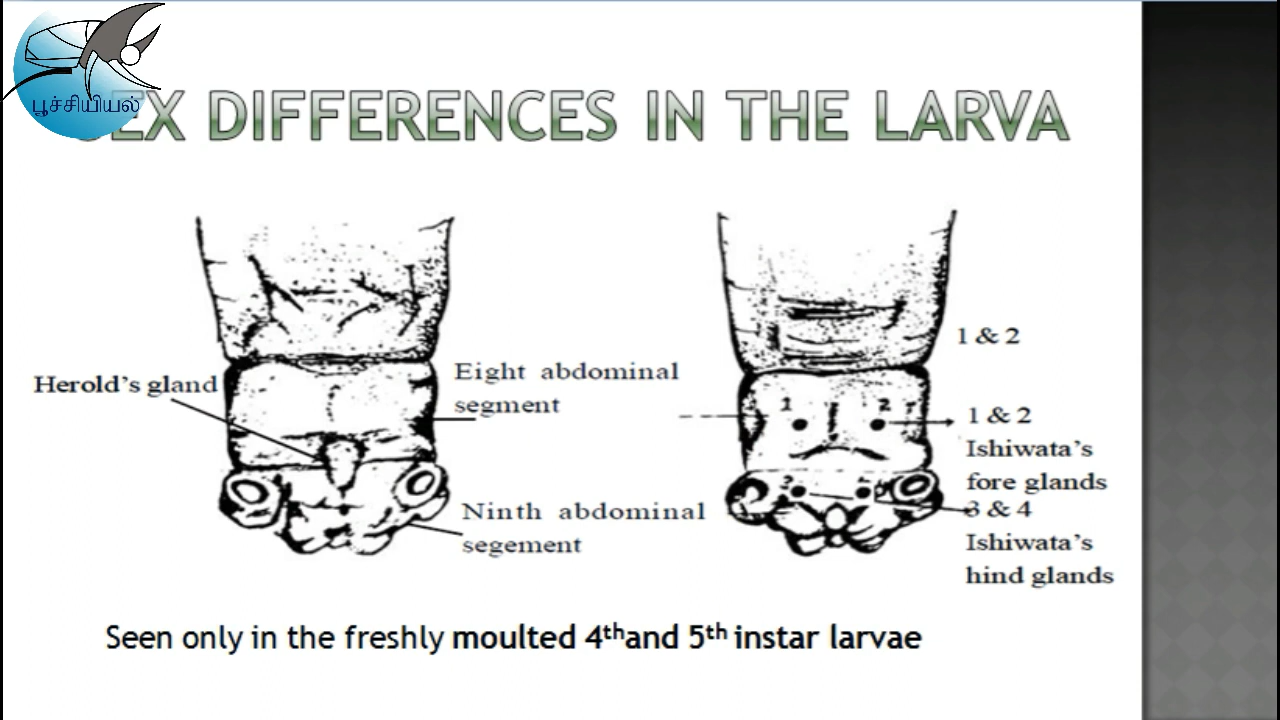 பூச்சியியல்
EX DIFFERENCES IN THE LARVA
Herold's gland
Eight abdominal
segment
Ninth abdominal
segement
1 & 2
1 2
1 & 2
Ishiwata's
fore glands
3 & 4
Ishiwata's
hind glands
Seen only in the freshly moulted 4th and 5th instar larvae